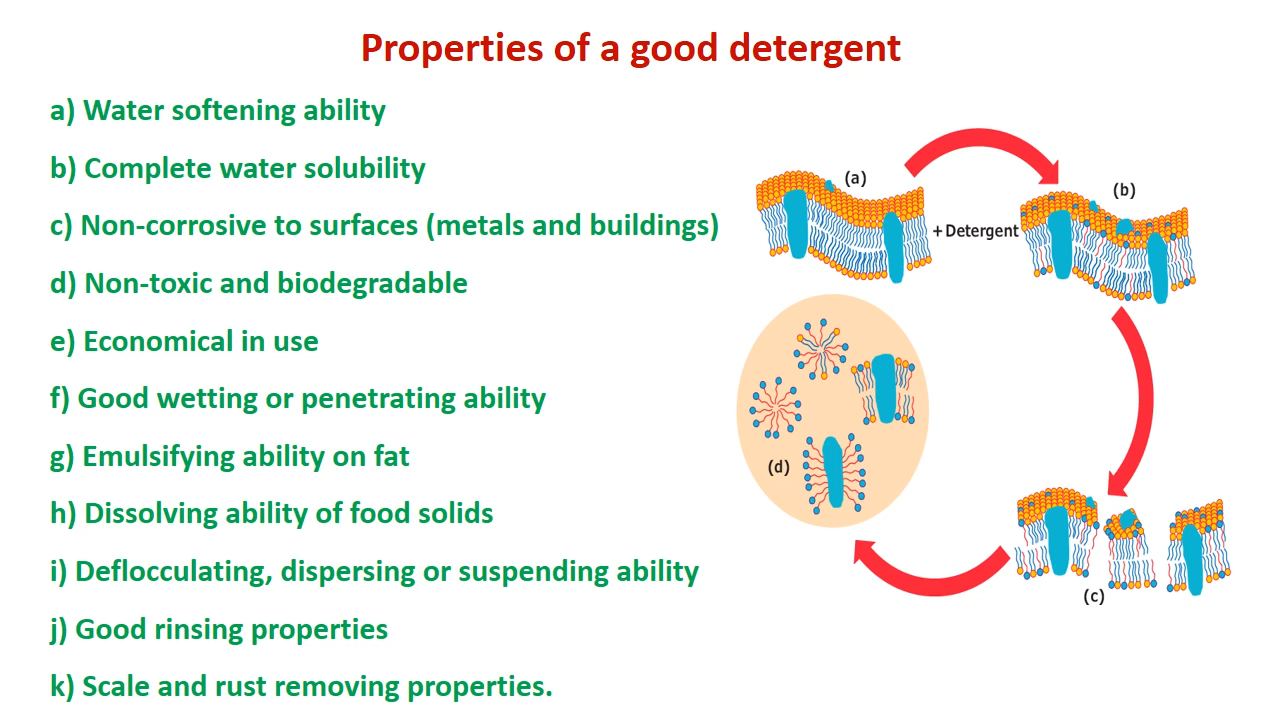 Properties of a good detergent
a) Water softening ability
b) Complete water solubility
c) Non-corrosive to surfaces (metals and buildings)
d) Non-toxic and biodegradable
e) Economical in use
f) Good wetting or penetrating ability
g) Emulsifying ability on fat
h) Dissolving ability of food solids
i) Deflocculating, dispersing or suspending ability
j) Good rinsing properties
k) Scale and rust removing properties.
(a)
+ Detergent
(b)
(c)
(d)